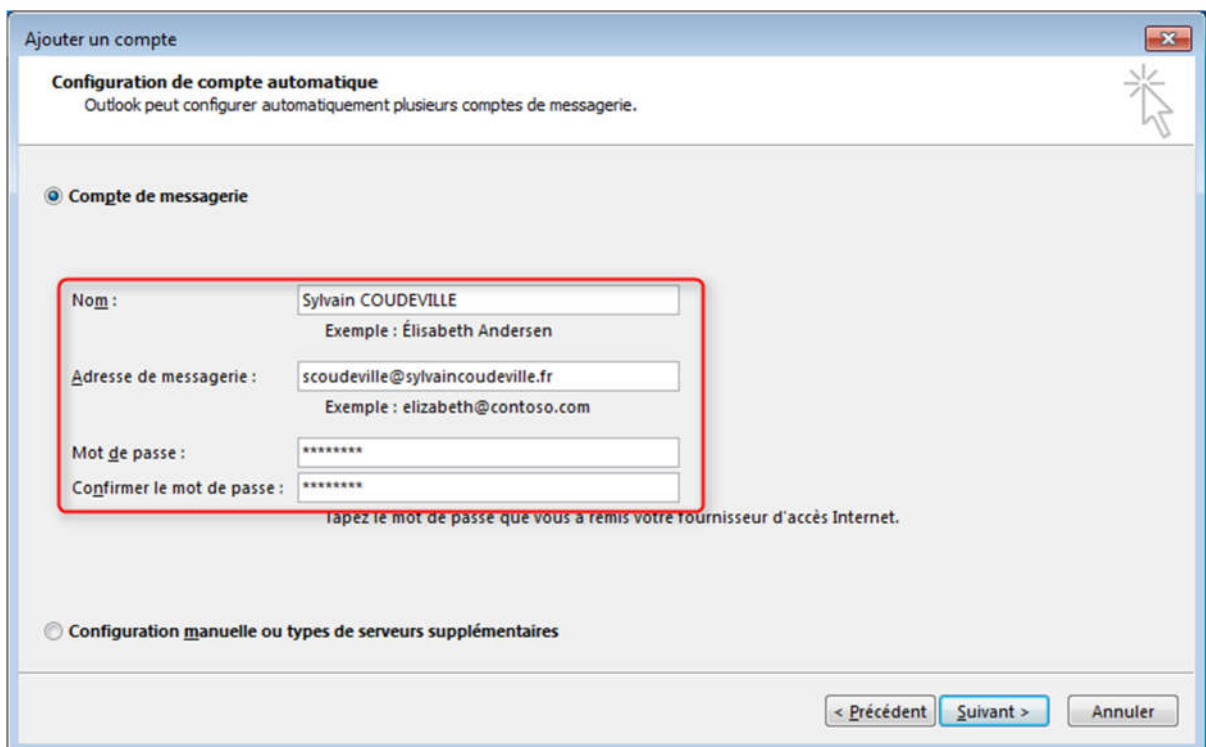 Ajouter un compte
Configuration de compte automatique
Outlook peut configurer automatiquement plusieurs comptes de messagerie.
Compte de messagerie
Nom : Sylvain COUDEVILLE
Exemple : Élisabeth Andersen
Adresse de messagerie : scoudeville@sylvaincoudeville.fr
Exemple : elizabeth@contoso.com
Mot de passe : ********
Confirmer le mot de passe : ********
Tapez le mot de passe que vous a remis votre fournisseur d'accès Internet.
Configuration manuelle ou types de serveurs supplémentaires
< Précédent Suivant > Annuler